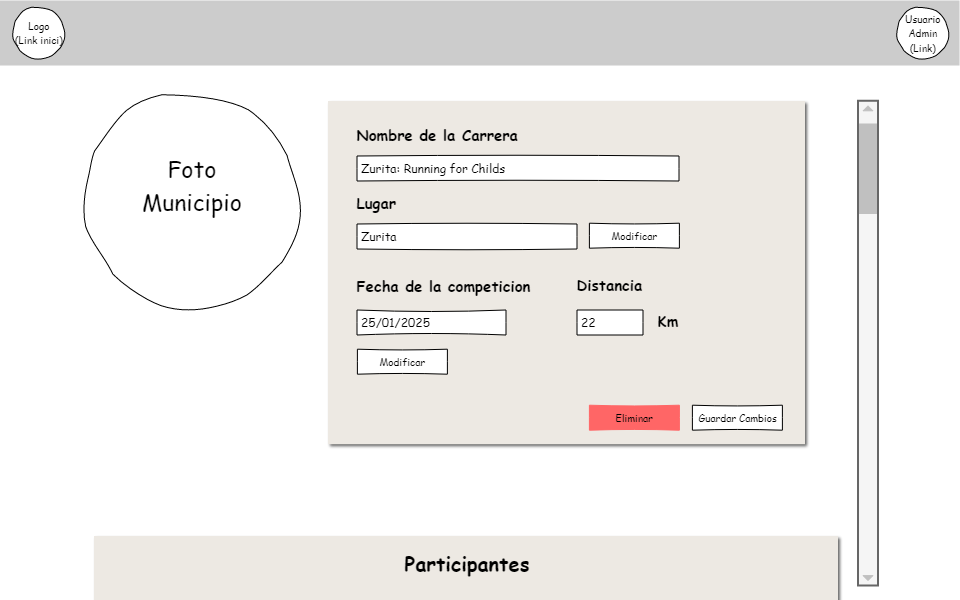 Logo
(Link inici)
Usuario
Admin
(Link)
Foto
Municipio
Nombre de la Carrera
Zurita: Running for Childs
Lugar
Zurita
Modificar
Fecha de la competicion
Distancia
25/01/2025
22
Km
Modificar
Eliminar
Guardar Cambios
Participantes